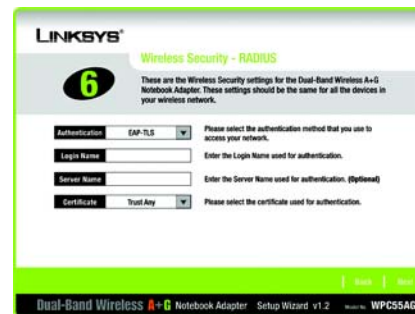 LINKSYS®
Wireless Security - RADIUS
6
These are the Wireless Security settings for the Dual-Band Wireless A+G
Notebook Adapter. These settings should be the same for all the devices in
your wireless network.
Authentication EAP-TLS Please select the authentication method that you use to
access your network.
Login Name Enter the Login Name used for authentication.
Server Name Enter the Server Name used for authentication. (Optional)
Certificate Trust Any Please select the certificate used for authentication.
Back Next
Dual-Band Wireless A+G Notebook Adapter Setup Wizard v1.2 Model No. WPC55AG